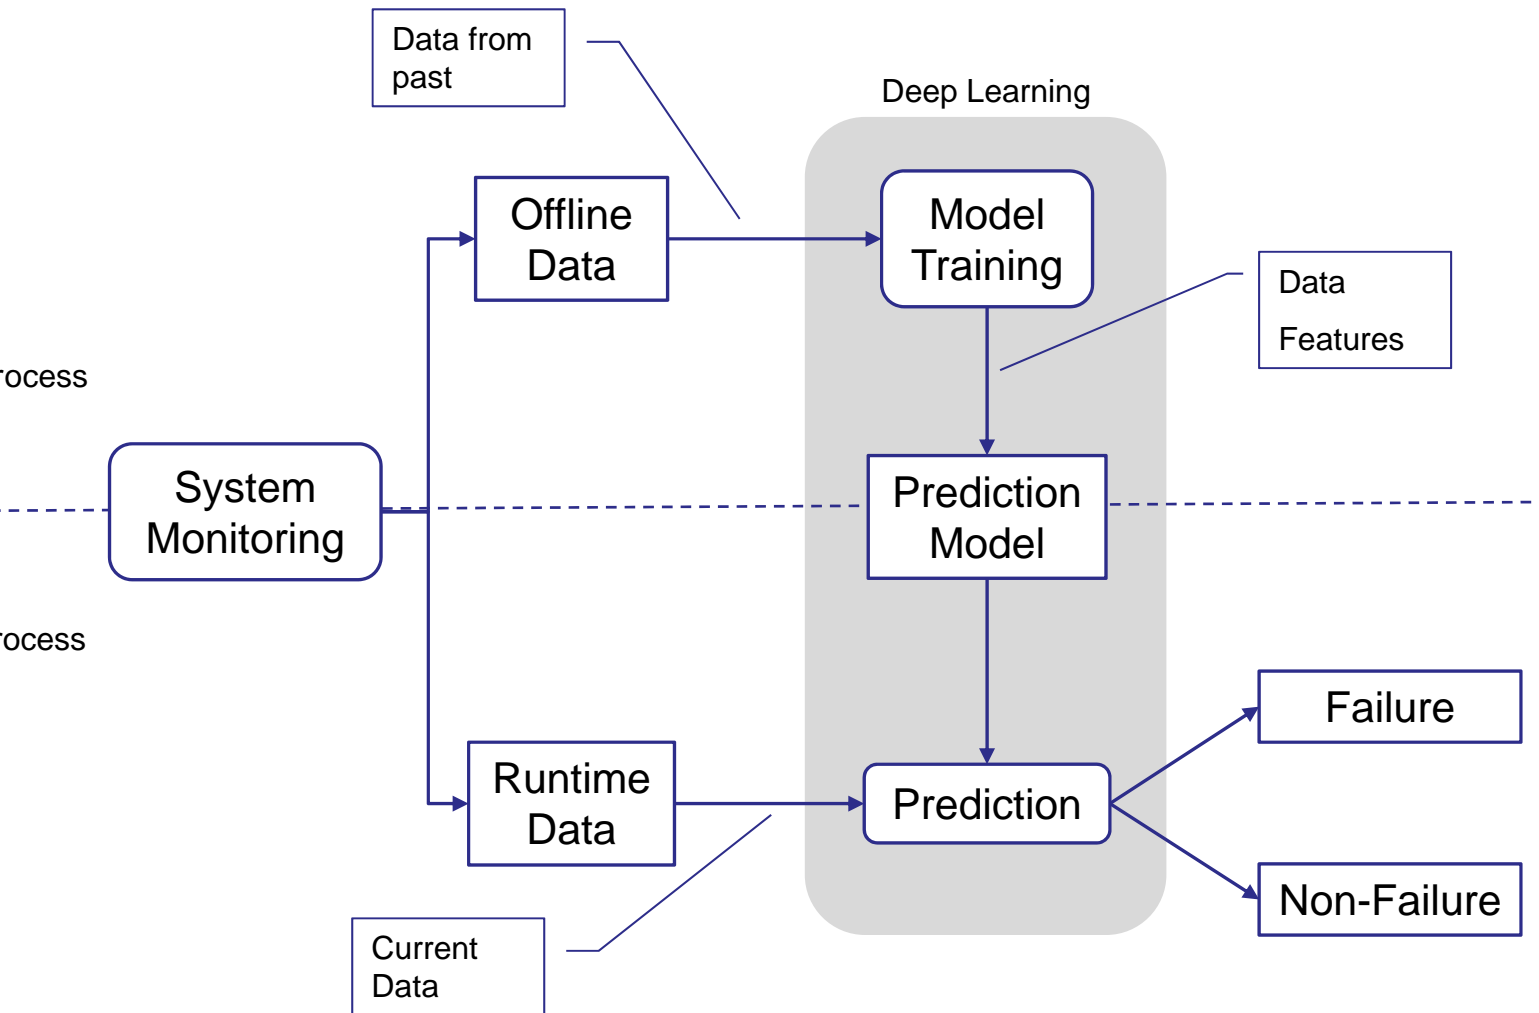 Data from
past
Deep Learning
Offline
Data
Model
Training
Data
Features
rocess
System
Monitoring
Prediction
Model
rocess
Failure
Runtime
Data
Prediction
Non-Failure
Current
Data